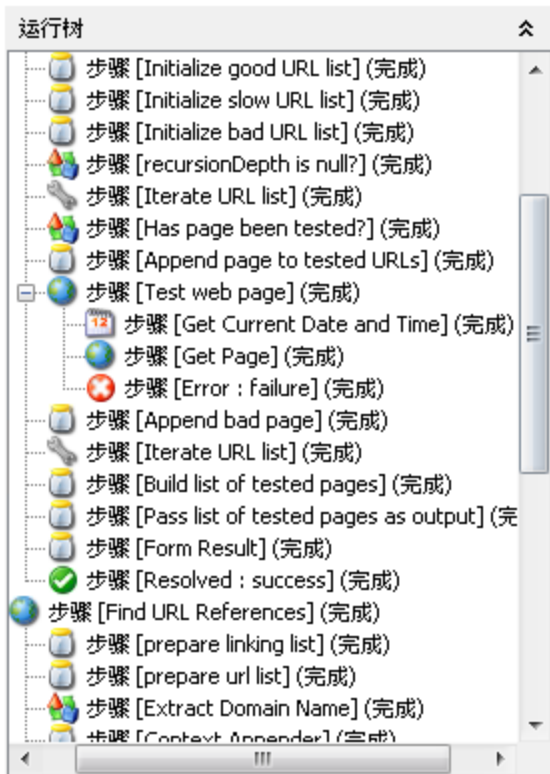 运行树
步骤 [Initialize good URL list] (完成)
步骤 [Initialize slow URL list] (完成)
步骤 [Initialize bad URL list] (完成)
步骤 [recursionDepth is null?] (完成)
步骤 [Iterate URL list] (完成)
步骤 [Has page been tested?] (完成)
步骤 [Append page to tested URLs] (完成)
步骤 [Test web page] (完成)
12 步骤 [Get Current Date and Time] (完成)
步骤 [Get Page] (完成)
步骤 [Error : failure] (完成)
步骤 [Append bad page] (完成)
步骤 [Iterate URL list] (完成)
步骤 [Build list of tested pages] (完成)
步骤 [Pass list of tested pages as output] (完
步骤 [Form Result] (完成)
步骤 [Resolved : success] (完成)
步骤 [Find URL References] (完成)
步骤 [prepare linking list] (完成)
步骤 [prepare url list] (完成)
步骤 [Extract Domain Name] (完成)
步骤 [Context Appender] (完成)